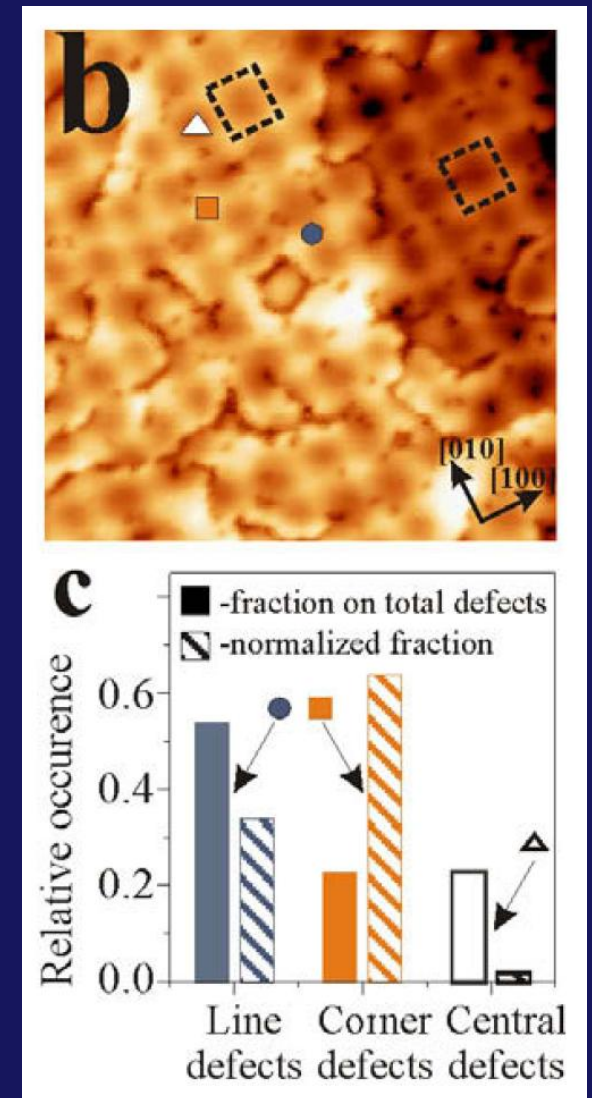 b
[010]
[100]
c
-fraction on total defects
-normalized fraction
Relative occurence
0.6
0.4
0.2
0.0
Line defects
Corner defects
Central defects